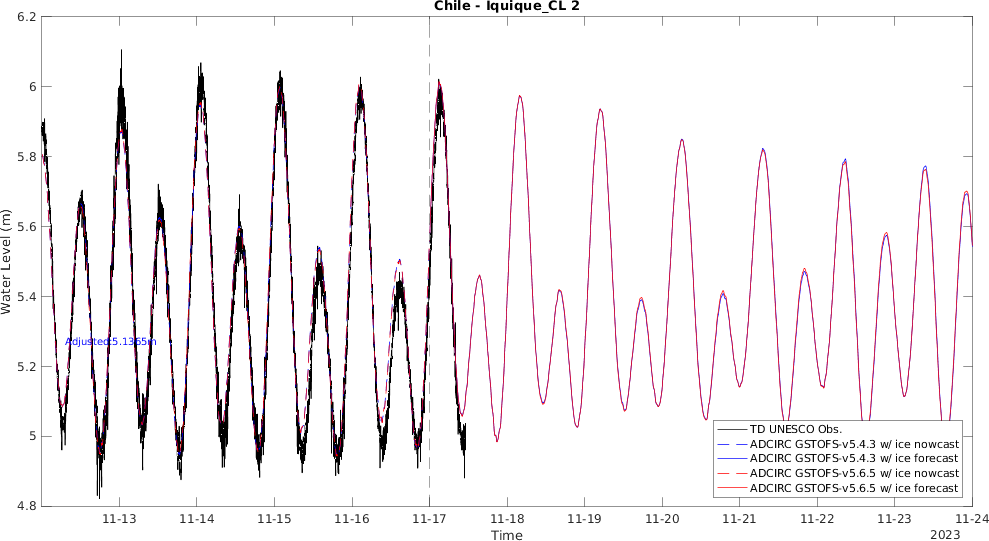 Chile - Iquique_CL 2
6.2
6
5.8
5.6
5.4
5.2
5
4.8
Water Level (m)
Adjusted:5.1365m
TD UNESCO Obs.
ADCIRC GSTOFS-v5.4.3 w/ ice nowcast
ADCIRC GSTOFS-v5.4.3 w/ ice forecast
ADCIRC GSTOFS-v5.6.5 w/ ice nowcast
ADCIRC GSTOFS-v5.6.5 w/ ice forecast
11-13 11-14 11-15 11-16 11-17 11-18 11-19 11-20 11-21 11-22 11-23 11-24
Time
2023